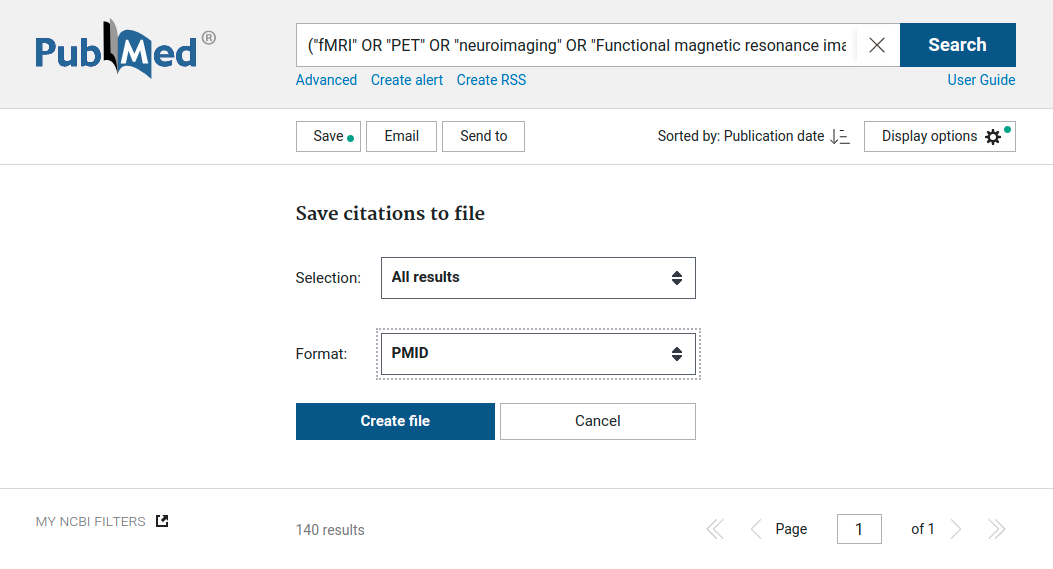 PubMed®
("fMRI" OR "PET" OR "neuroimaging" OR "Functional magnetic resonance ima
Search
Advanced Create alert Create RSS User Guide
Save Email Send to Sorted by: Publication date Display options
Save citations to file
Selection: All results
Format: PMID
Create file Cancel
MY NCBI FILTERS
140 results Page 1 of 1